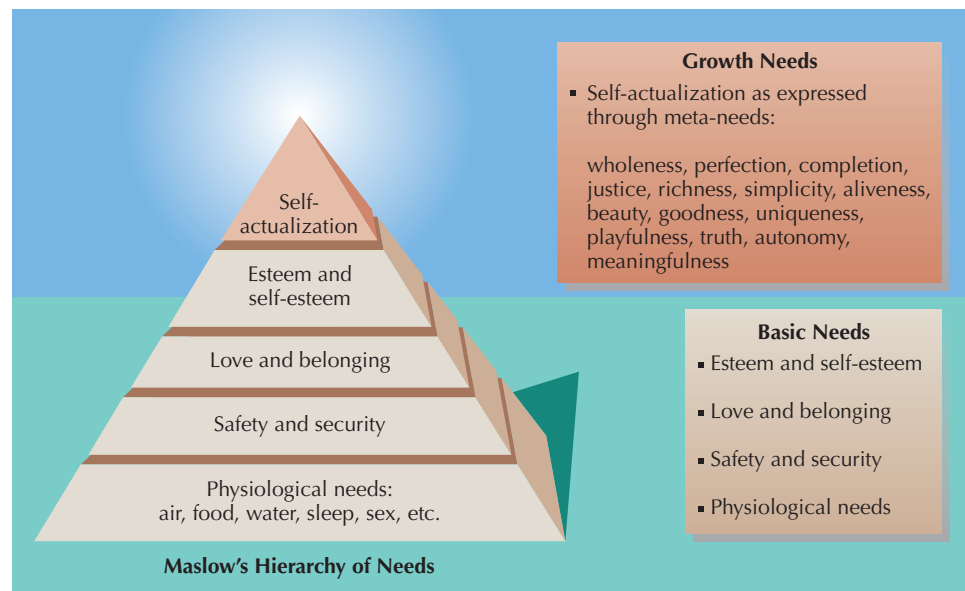 Self-
actualization
Esteem and
self-esteem
Love and belonging
Safety and security
Physiological needs:
air, food, water, sleep, sex, etc.
Maslow's Hierarchy of Needs
Growth Needs
▪ Self-actualization as expressed
through meta-needs:
wholeness, perfection, completion,
justice, richness, simplicity, aliveness,
beauty, goodness, uniqueness,
playfulness, truth, autonomy,
meaningfulness
Basic Needs
▪ Esteem and self-esteem
▪ Love and belonging
▪ Safety and security
▪ Physiological needs